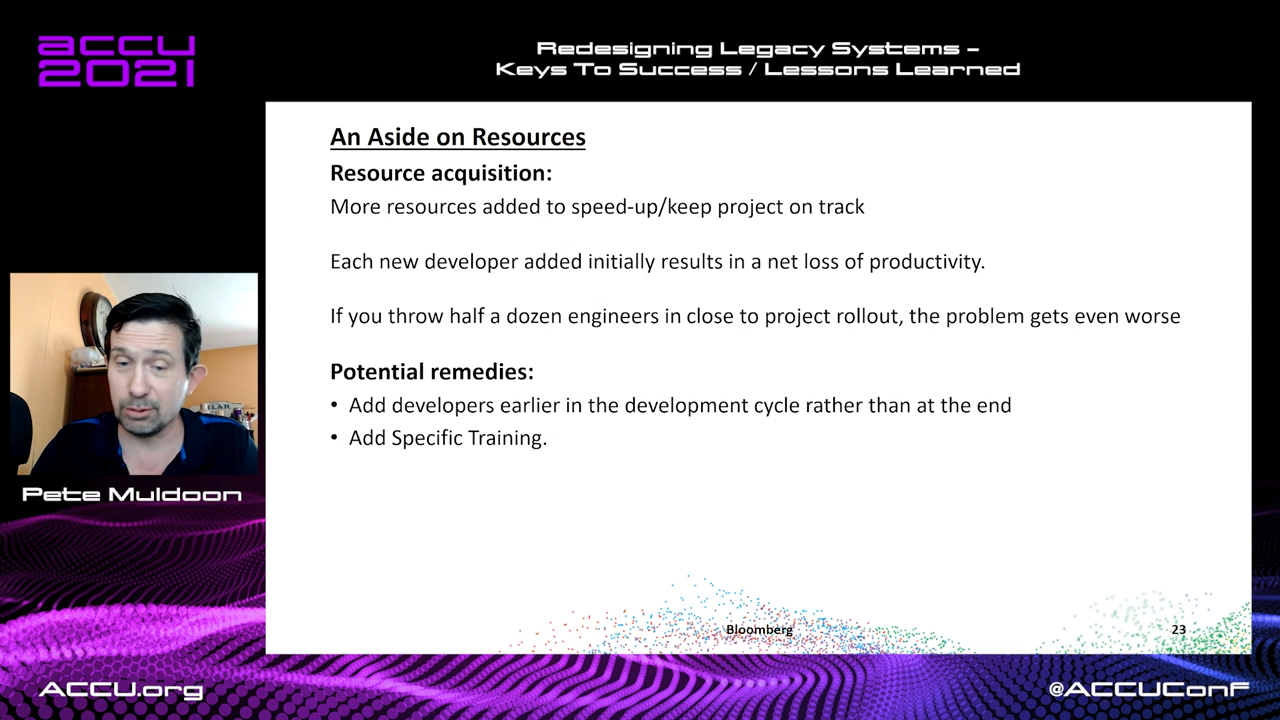 accu
2021
Redesigning Legacy Systems –
Keys To Success / Lessons Learned
An Aside on Resources
Resource acquisition:
More resources added to speed-up/keep project on track
Each new developer added initially results in a net loss of productivity.
If you throw half a dozen engineers in close to project rollout, the problem gets even worse
Potential remedies:
• Add developers earlier in the development cycle rather than at the end
• Add Specific Training.
Pete Muldoon
Bloomberg
23
ACCU.org
@ACCUConF